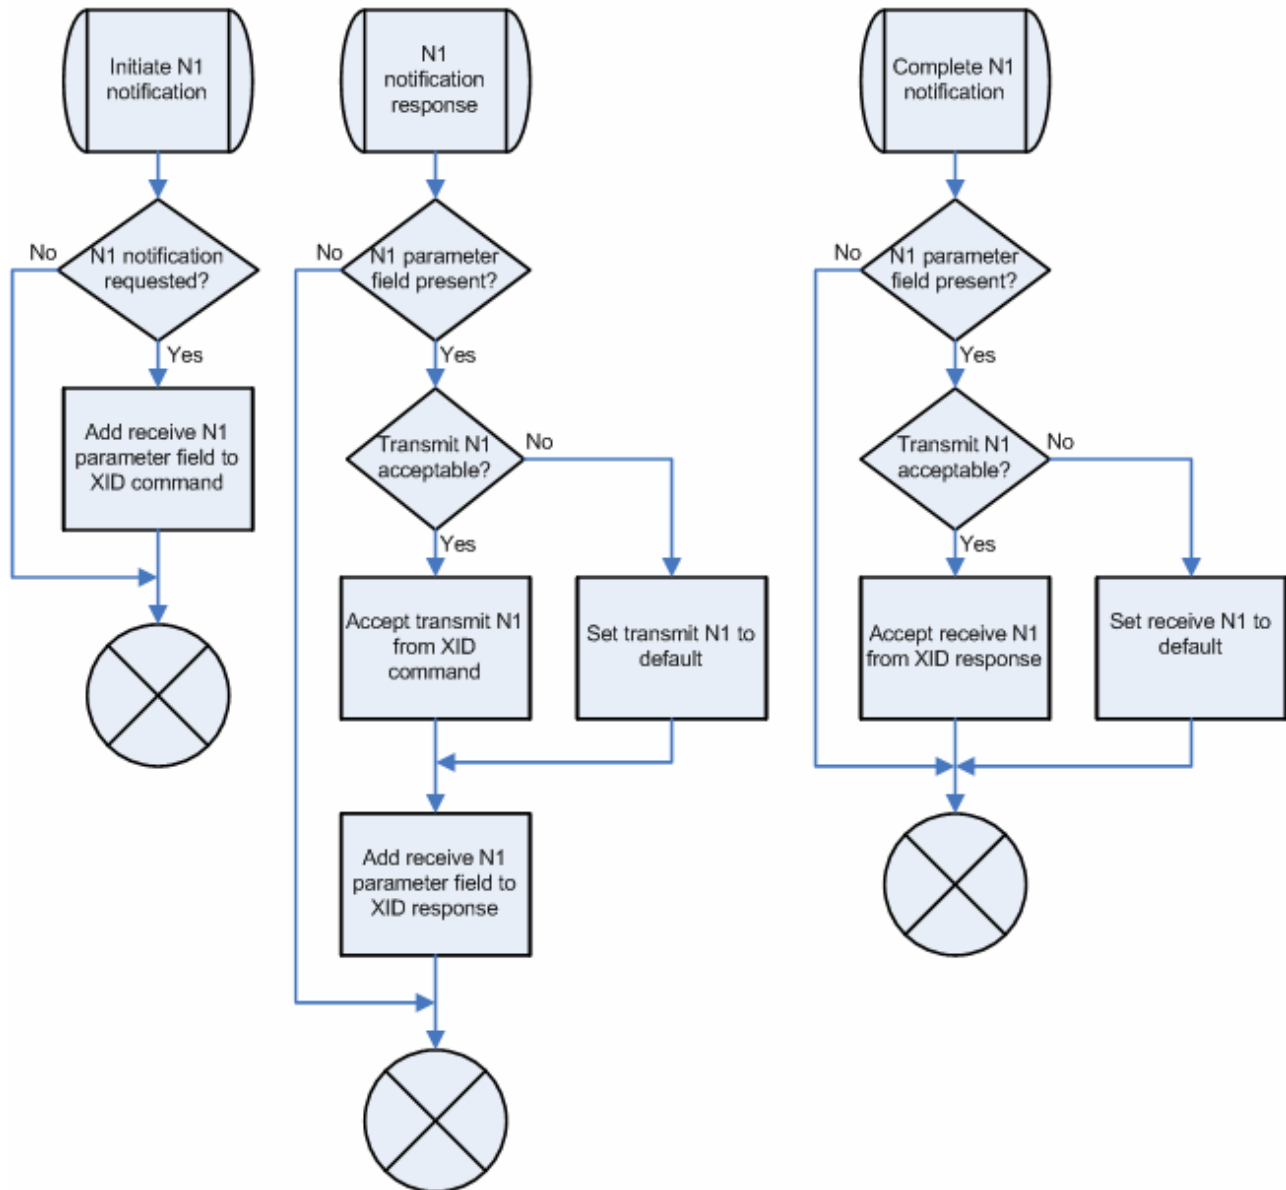 Initiate N1
notification
N1 notification
requested?
No
Yes
Add receive N1
parameter field to
XID command
N1
notification
response
N1 parameter
field present?
No
Yes
Transmit N1
acceptable?
No
Yes
Accept transmit N1
from XID
command
Set transmit N1 to
default
Add receive N1
parameter field to
XID response
Complete N1
notification
N1 parameter
field present?
No
Yes
Transmit N1
acceptable?
No
Yes
Accept receive N1
from XID response
Set receive N1 to
default